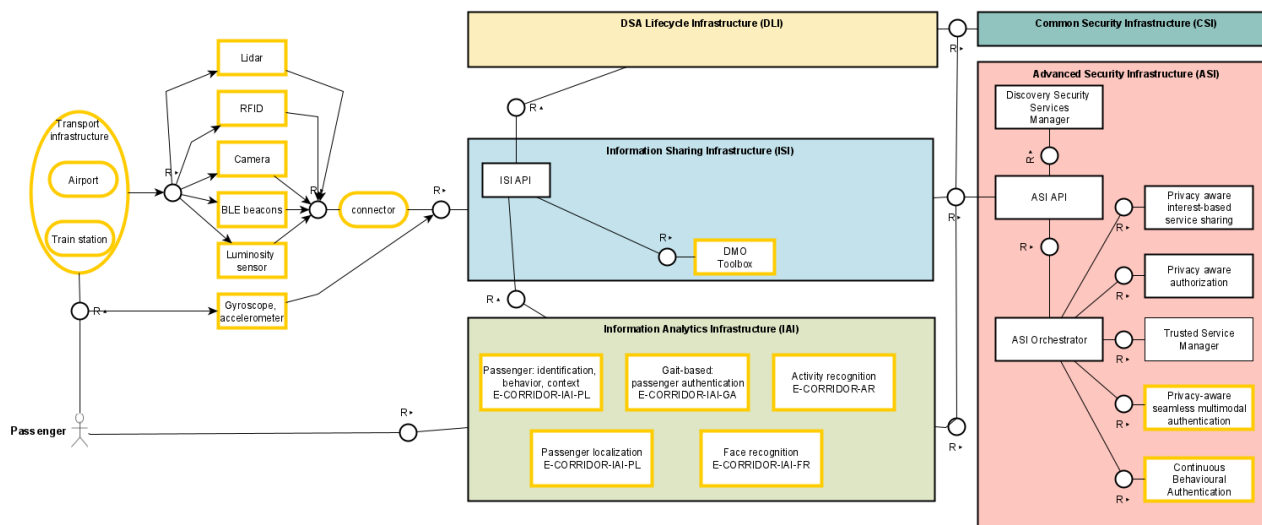 DSA Lifecycle Infrastructure (DLI)
Common Security Infrastructure (CSI)
R
R
Advanced Security Infrastructure (ASI)
Lidar
RFID
Camera
BLE beacons
Luminosity
sensor
Gyroscope,
accelerometer
Transport
infrastructure
Airport
Train station
R
R
R
connector
R
Passenger
R
R
Information Sharing Infrastructure (ISI)
ISI API
R
DMO
Toolbox
R
Information Analytics Infrastructure (IAI)
Passenger: identification,
behavior, context
E-CORRIDOR-IAI-PL
Gait-based:
passenger authentication
E-CORRIDOR-IAI-GA
Activity recognition
E-CORRIDOR-AR
Passenger localization
E-CORRIDOR-IAI-PL
Face recognition
E-CORRIDOR-IAI-FR
R
R
Discovery Security
Services
Manager
R
ASI API
R
ASI Orchestrator
Privacy aware
interest-based
service sharing
R
Privacy aware
authorization
R
Trusted Service
Manager
R
Privacy-aware
seamless multimodal
authentication
R
Continuous
Behavioural
Authentication
R